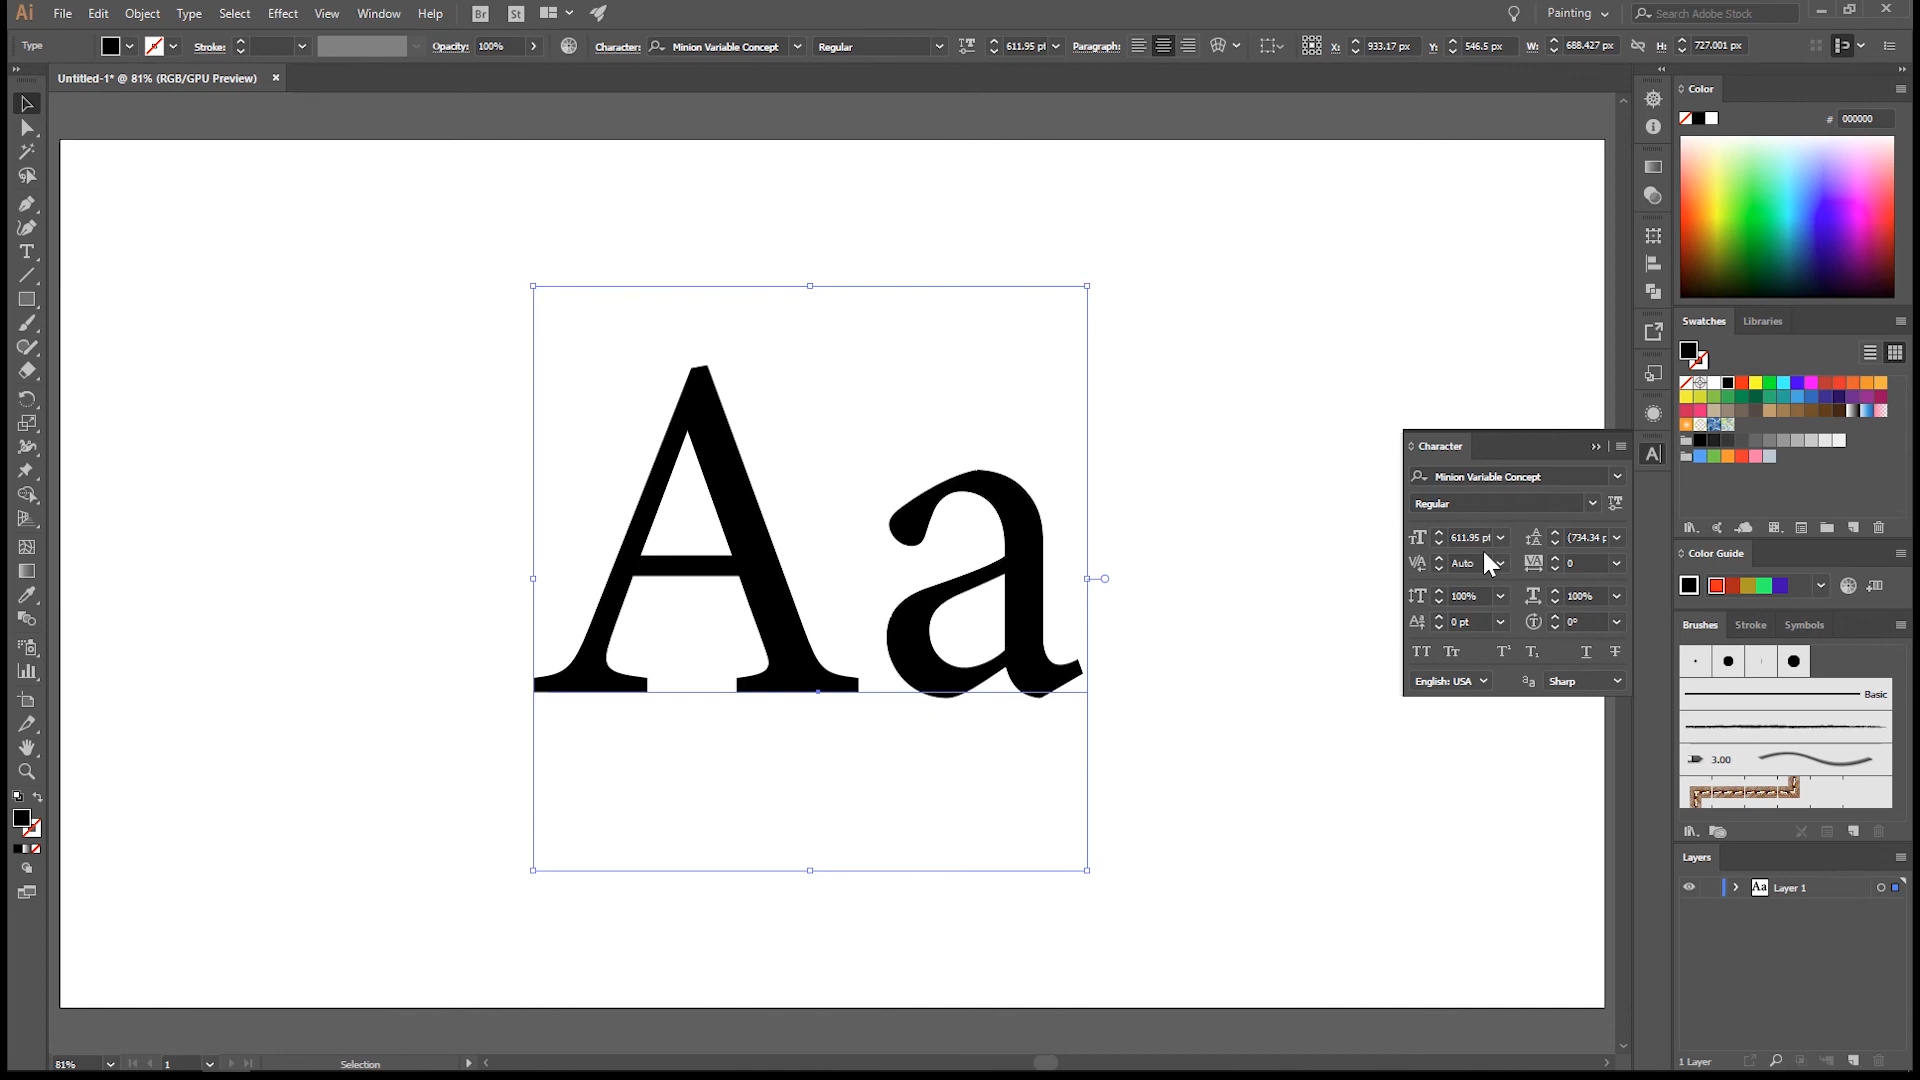 Ai File Edit Object Type Select Effect View Window Help Br St Painting Search Adobe Stock
Type Stroke: Opacity: 100% Character: Minion Variable Concept Regular 611.95 pt Paragraph: X: 933.17 px Y: 546.5 px W: 688.427 px H: 727.001 px
Untitled-1* @ 81% (RGB/GPU Preview)
Color
# 000000
Swatches Libraries
Aa
Character
Minion Variable Concept
Regular
611.95 pt (734.34 p
Auto 0
100% 100%
0 pt 0°
English: USA Sharp
Color Guide
Brushes Stroke Symbols
Basic
3.00
Layers
Aa Layer 1
1 Layer
81% 1 Selection